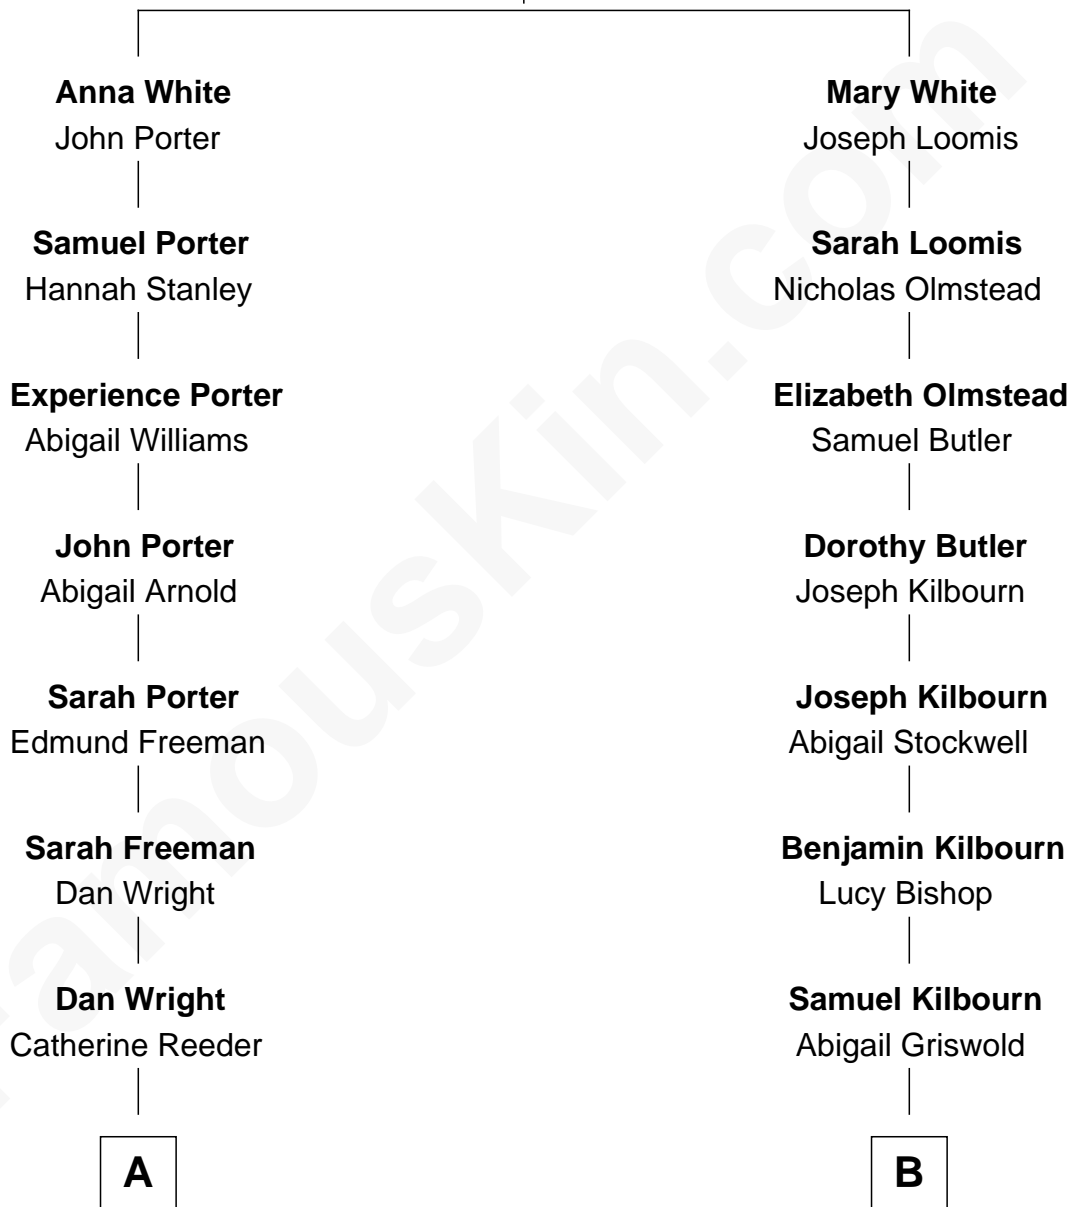 Anna White
John Porter
Samuel Porter
Hannah Stanley
Experience Porter
Abigail Williams
John Porter
Abigail Arnold
Sarah Porter
Edmund Freeman
Sarah Freeman
Dan Wright
Dan Wright
Catherine Reeder
A
Mary White
Joseph Loomis
Sarah Loomis
Nicholas Olmstead
Elizabeth Olmstead
Samuel Butler
Dorothy Butler
Joseph Kilbourn
Joseph Kilbourn
Abigail Stockwell
Benjamin Kilbourn
Lucy Bishop
Samuel Kilbourn
Abigail Griswold
B
FamousKin.com